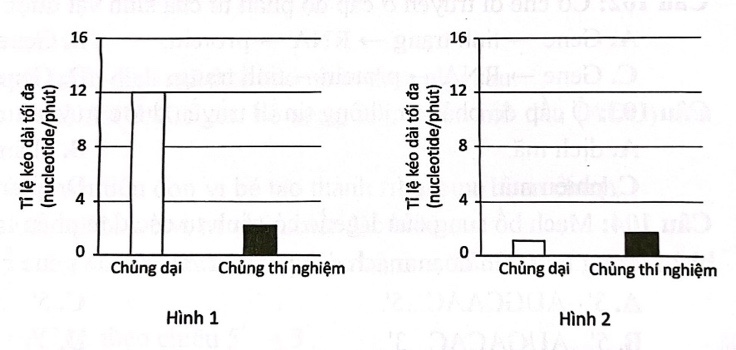 16
12
8
4
0
Tỉ lệ kéo dài tối đa
(nucleotide/phút)
Chủng dại
Chủng thí nghiệm
Hình 1
16
12
8
4
0
Tỉ lệ kéo dài tối đa
(nucleotide/phút)
Chủng dại
Chủng thí nghiệm
Hình 2